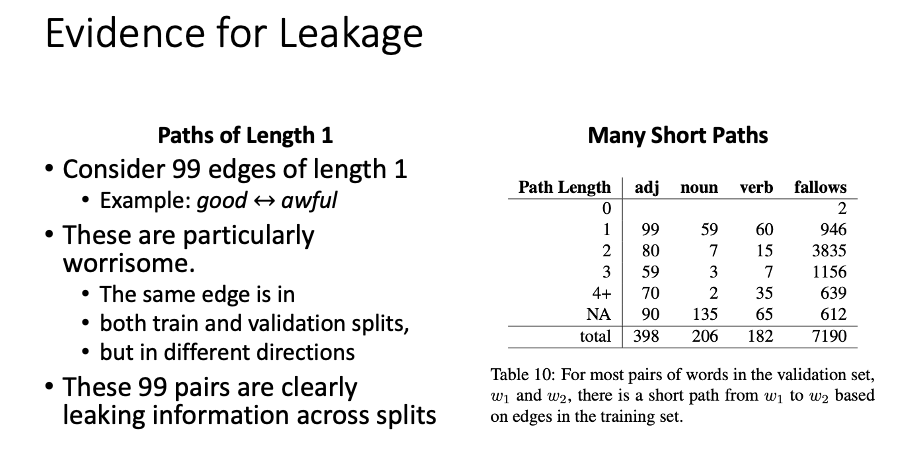 Evidence for Leakage
Paths of Length 1
• Consider 99 edges of length 1
• Example: good ↔ awful
• These are particularly
worrisome.
• The same edge is in
• both train and validation splits,
• but in different directions
• These 99 pairs are clearly
leaking information across splits
Many Short Paths
Path Length adj noun verb fallows
0 2
1 99 59 60 946
2 80 7 15 3835
3 59 3 7 1156
4+ 70 2 35 639
NA 90 135 65 612
total 398 206 182 7190
Table 10: For most pairs of words in the validation set,
w₁ and w₂, there is a short path from w₁ to w₂ based
on edges in the training set.